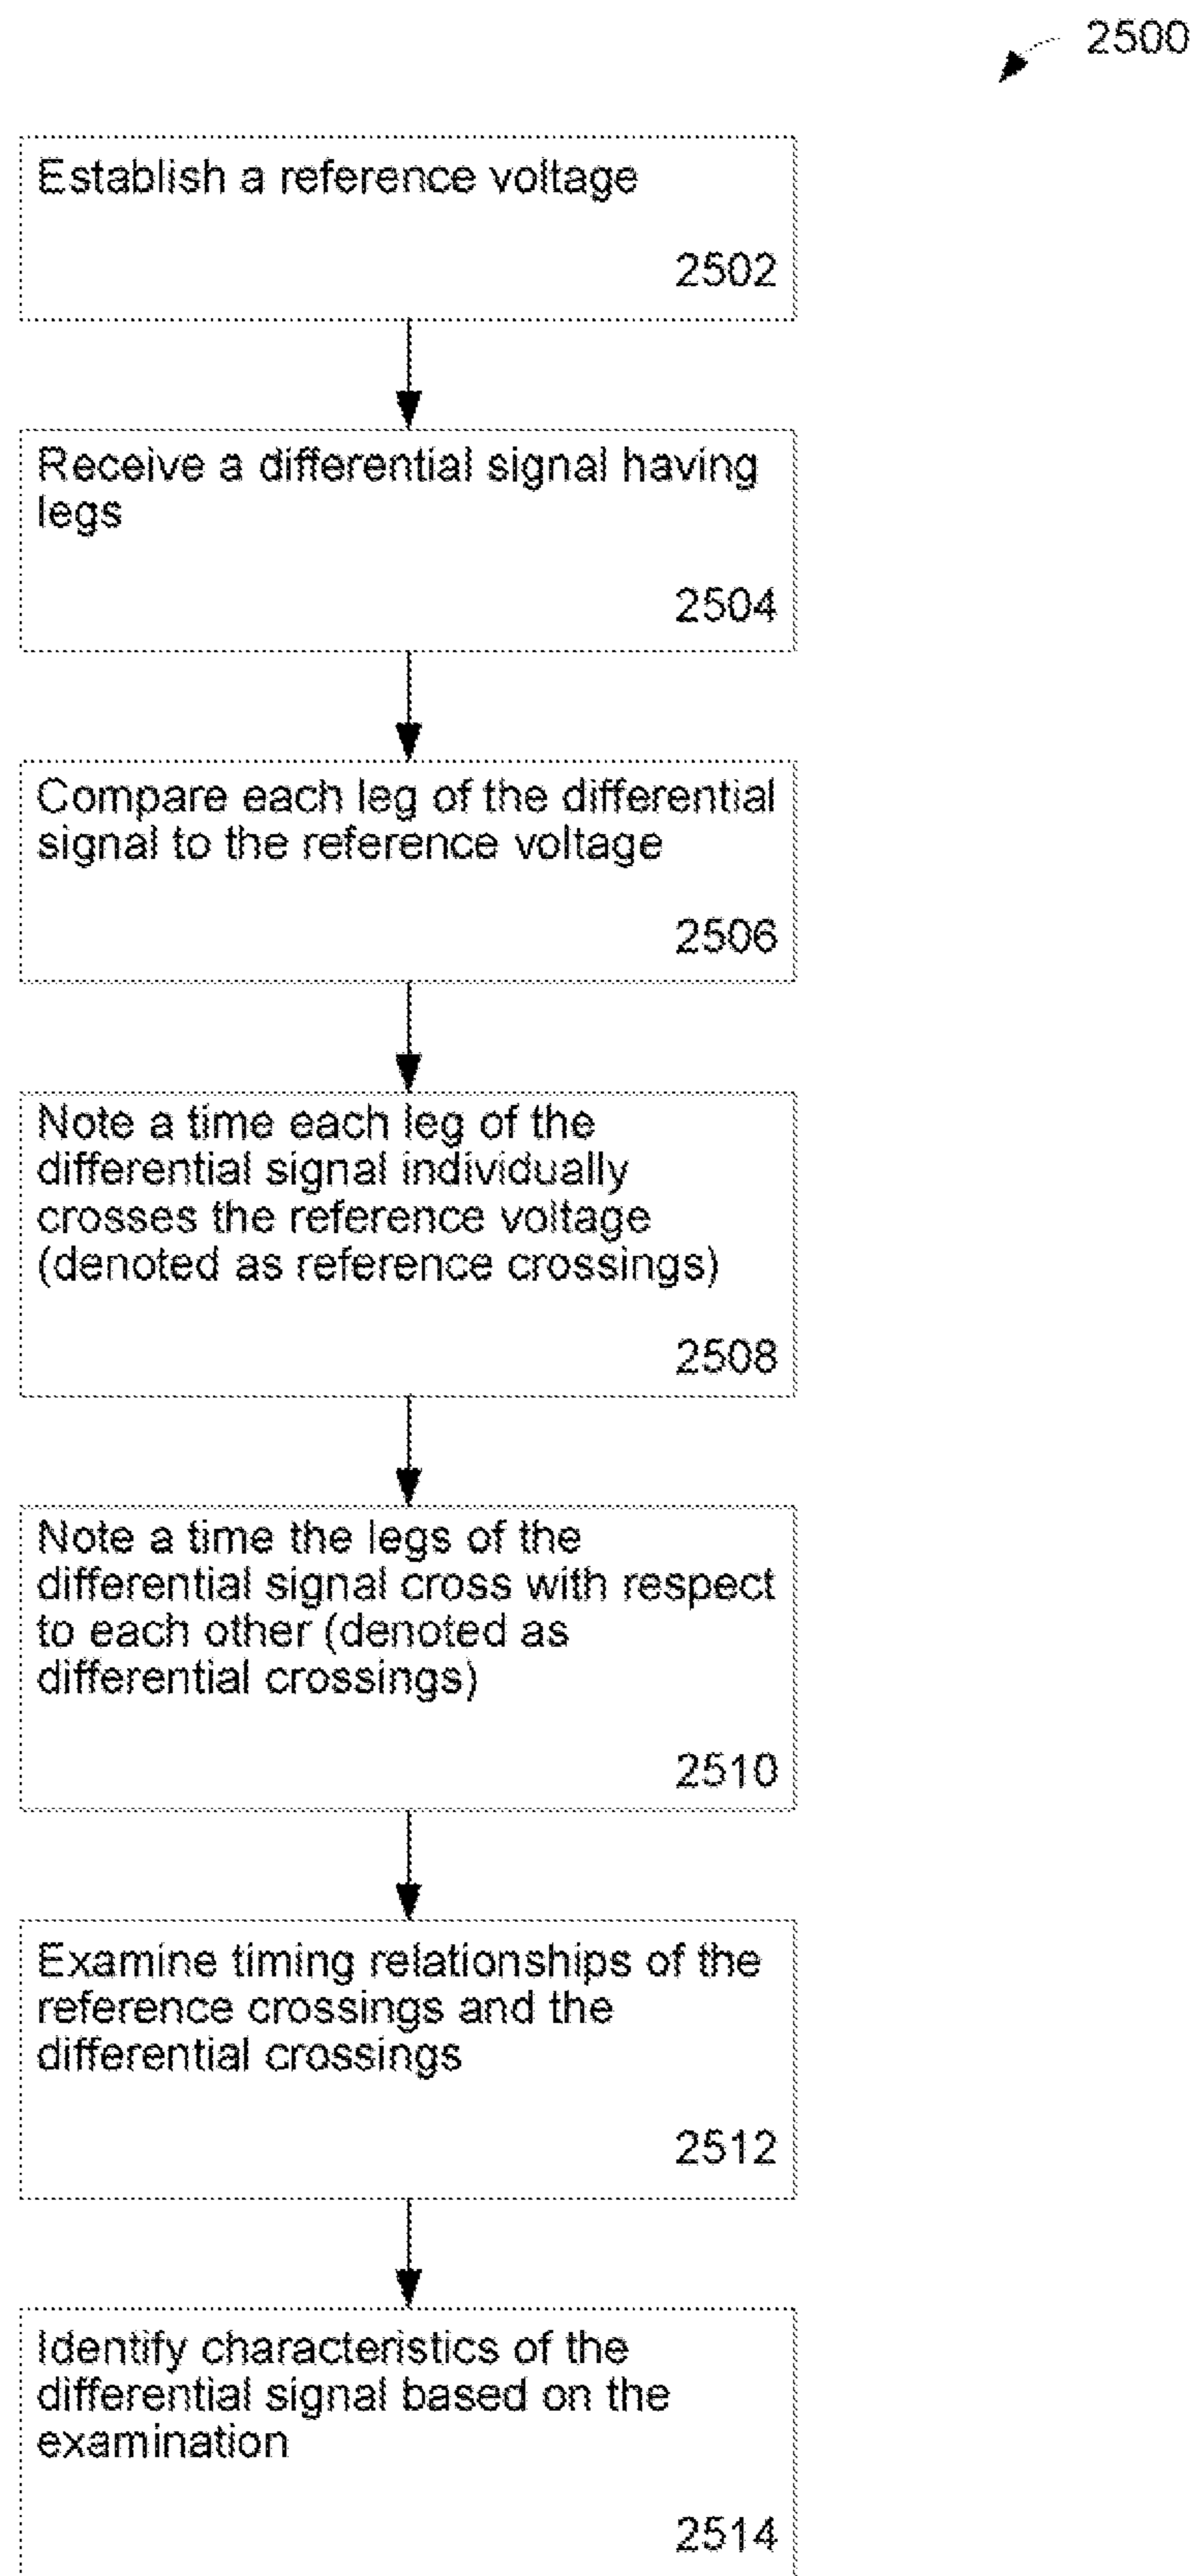 2500
Establish a reference voltage
2502
Receive a differential signal having
legs
2504
Compare each leg of the differential
signal to the reference voltage
2506
Note a time each leg of the
differential signal individually
crosses the reference voltage
(denoted as reference crossings)
2508
Note a time the legs of the
differential signal cross with respect
to each other (denoted as
differential crossings)
2510
Examine timing relationships of the
reference crossings and the
differential crossings
2512
Identify characteristics of the
differential signal based on the
examination
2514